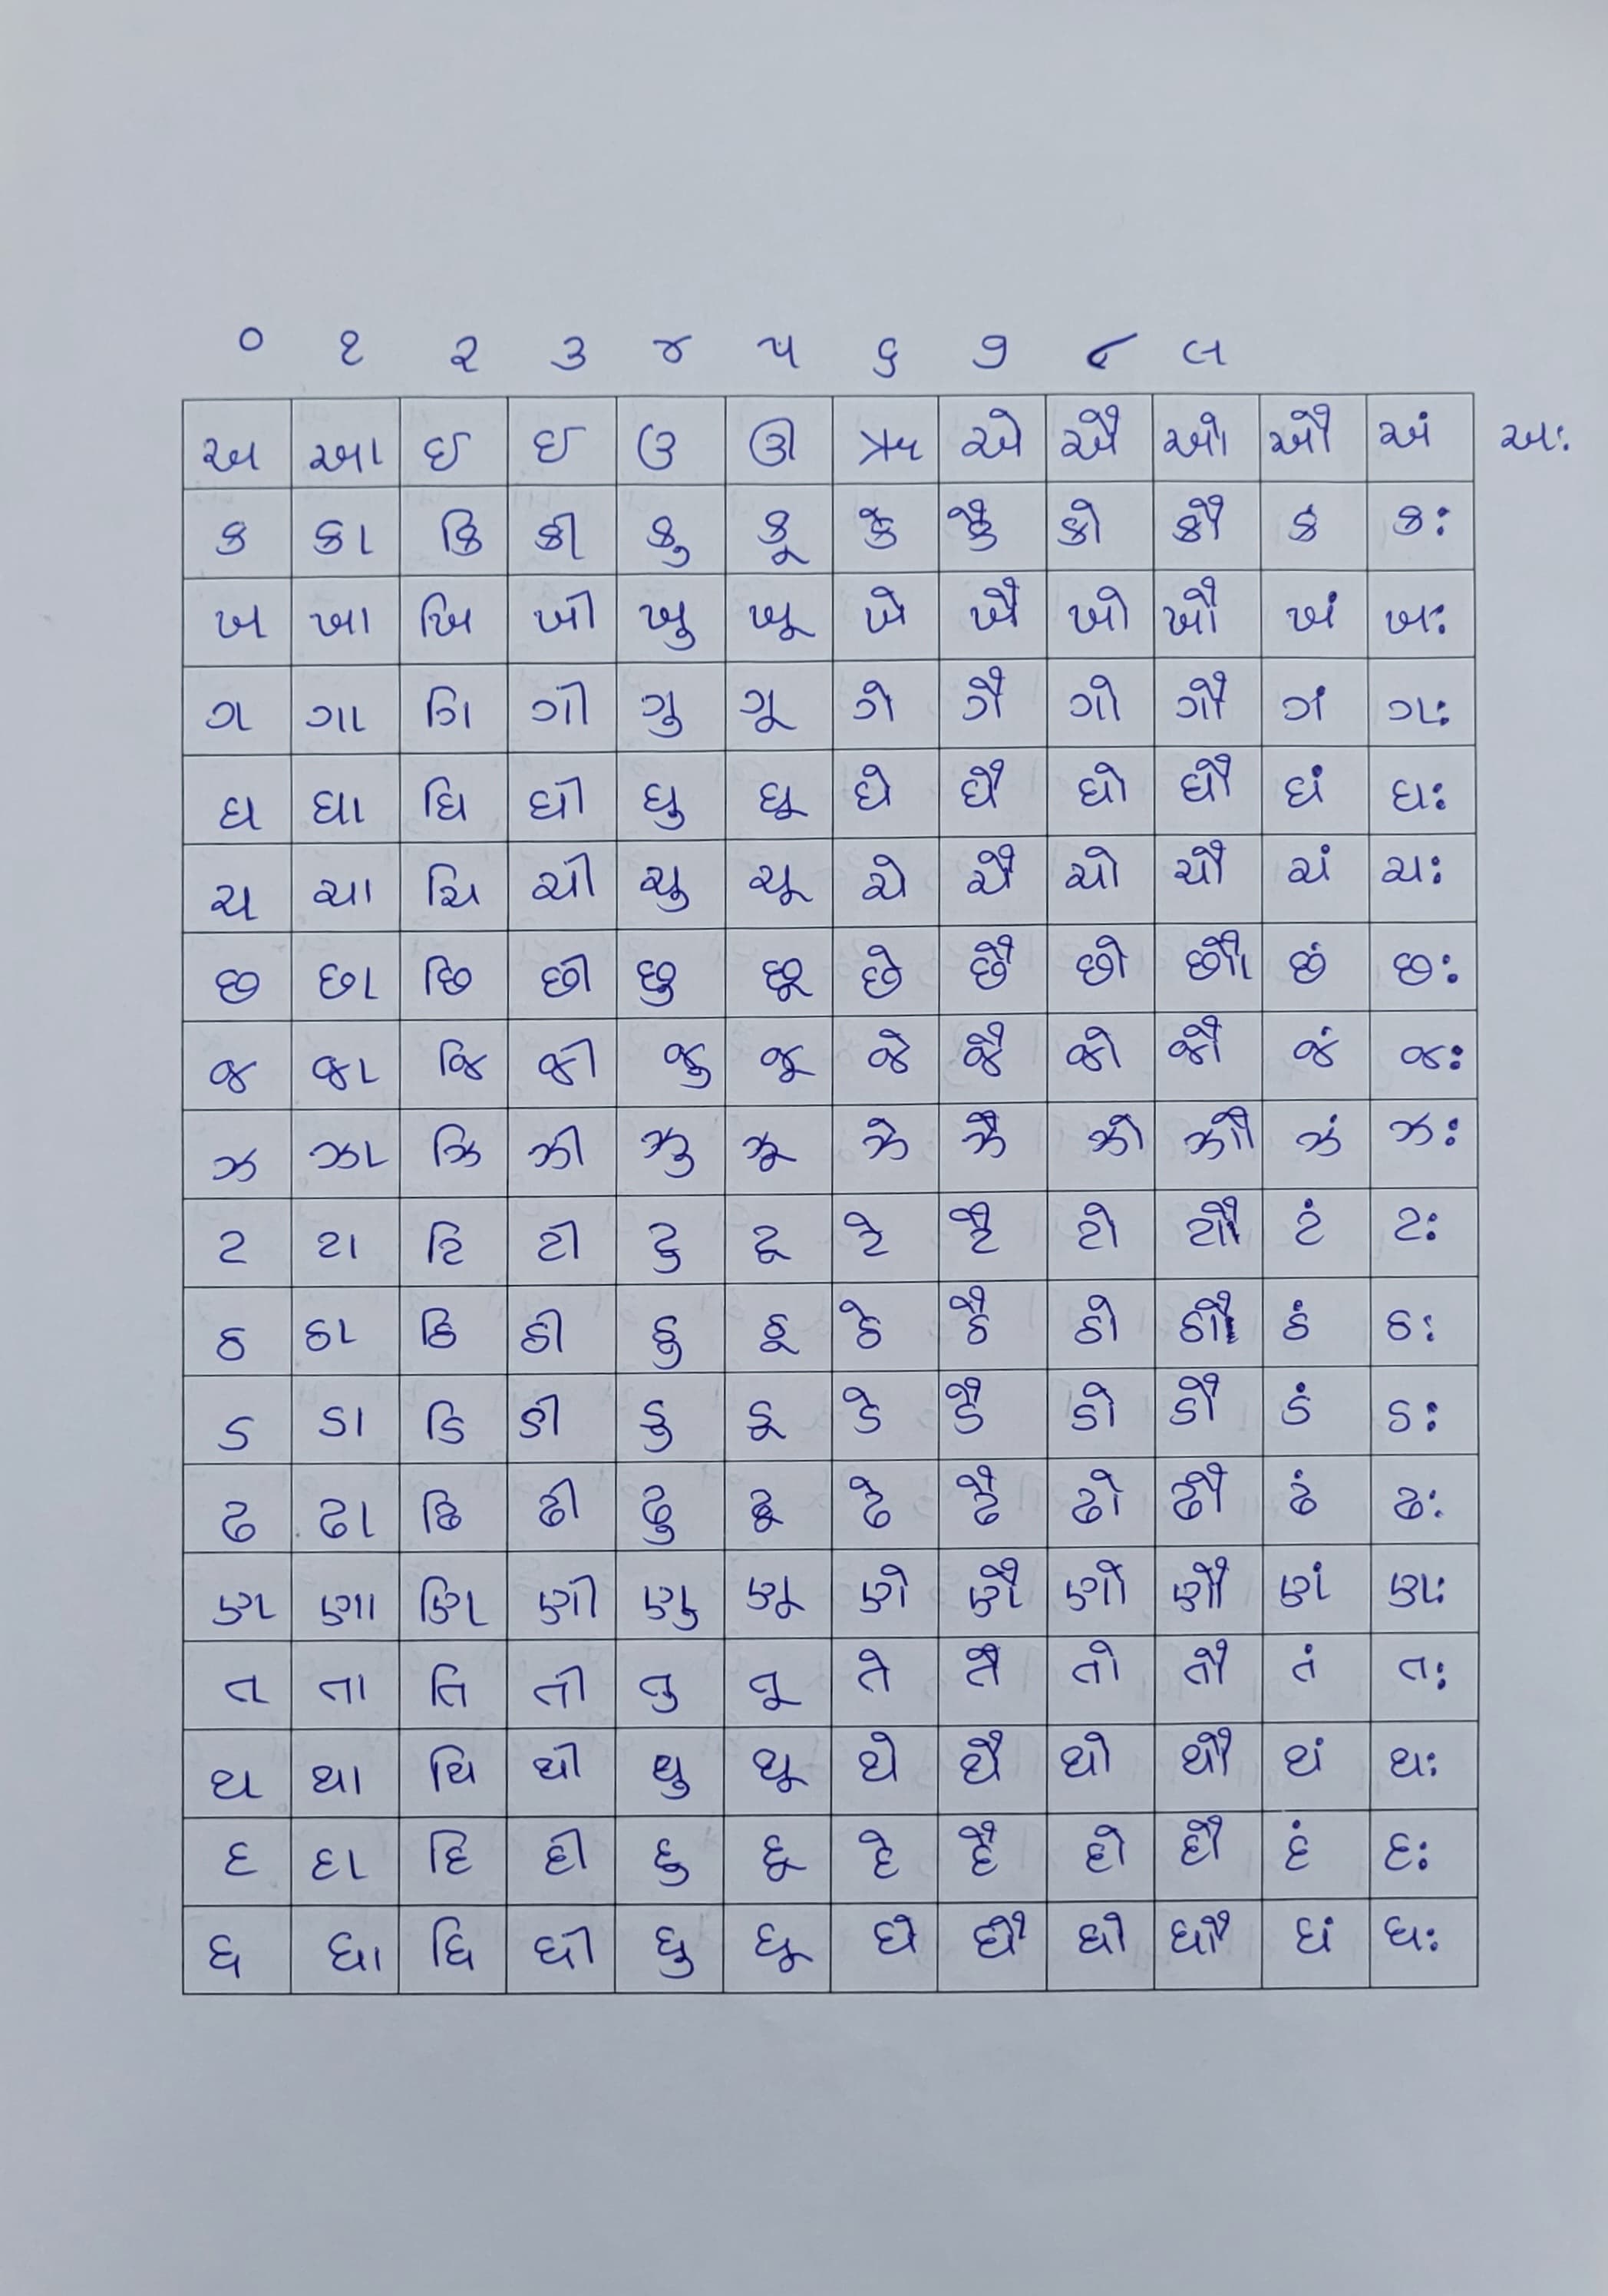 ૦ ૧ ૨ ૩ ૪ ૫ ૬ ૭ ૮ ૯
અ આ ઇ ઈ ઉ ઊ ઋ એ ઐ ઓ ઔ અં અઃ
ક કા કિ કી કુ કૂ કે કૈ કો કૌ કં કઃ
ખ ખા ખિ ખી ખુ ખૂ ખે ખૈ ખો ખૌ ખં ખઃ
ગ ગા ગિ ગી ગુ ગૂ ગે ગૈ ગો ગૌ ગં ગઃ
ઘ ઘા ઘિ ઘી ઘુ ઘૂ ઘે ઘૈ ઘો ઘૌ ઘં ઘઃ
ચ ચા ચિ ચી ચુ ચૂ ચે ચૈ ચો ચૌ ચં ચઃ
છ છા છિ છી છુ છૂ છે છૈ છો છૌ છં છઃ
જ જા જિ જી જુ જૂ જે જૈ જો જૌ જં જઃ
ઝ ઝા ઝિ ઝી ઝુ ઝૂ ઝે ઝૈ ઝો ઝૌ ઝં ઝઃ
ટ ટા ટિ ટી ટુ ટૂ ટે ટૈ ટો ટૌ ટં ટઃ
ઠ ઠા ઠિ ઠી ઠુ ઠૂ ઠે ઠૈ ઠો ઠૌ ઠં ઠઃ
ડ ડા ડિ ડી ડુ ડૂ ડે ડૈ ડો ડૌ ડં ડઃ
ઢ ઢા ઢિ ઢી ઢુ ઢૂ ઢે ઢૈ ઢો ઢૌ ઢં ઢઃ
ણ ણા ણિ ણી ણુ ણૂ ણે ણૈ ણો ણૌ ણં ણઃ
ત તા તિ તી તુ તૂ તે તૈ તો તૌ તં તઃ
થ થા થિ થી થુ થૂ થે થૈ થો થૌ થં થઃ
દ દા દિ દી દુ દૂ દે દૈ દો દૌ દં દઃ
ધ ધા ધિ ધી ધુ ધૂ ધે ધૈ ધો ધૌ ધં ધઃ